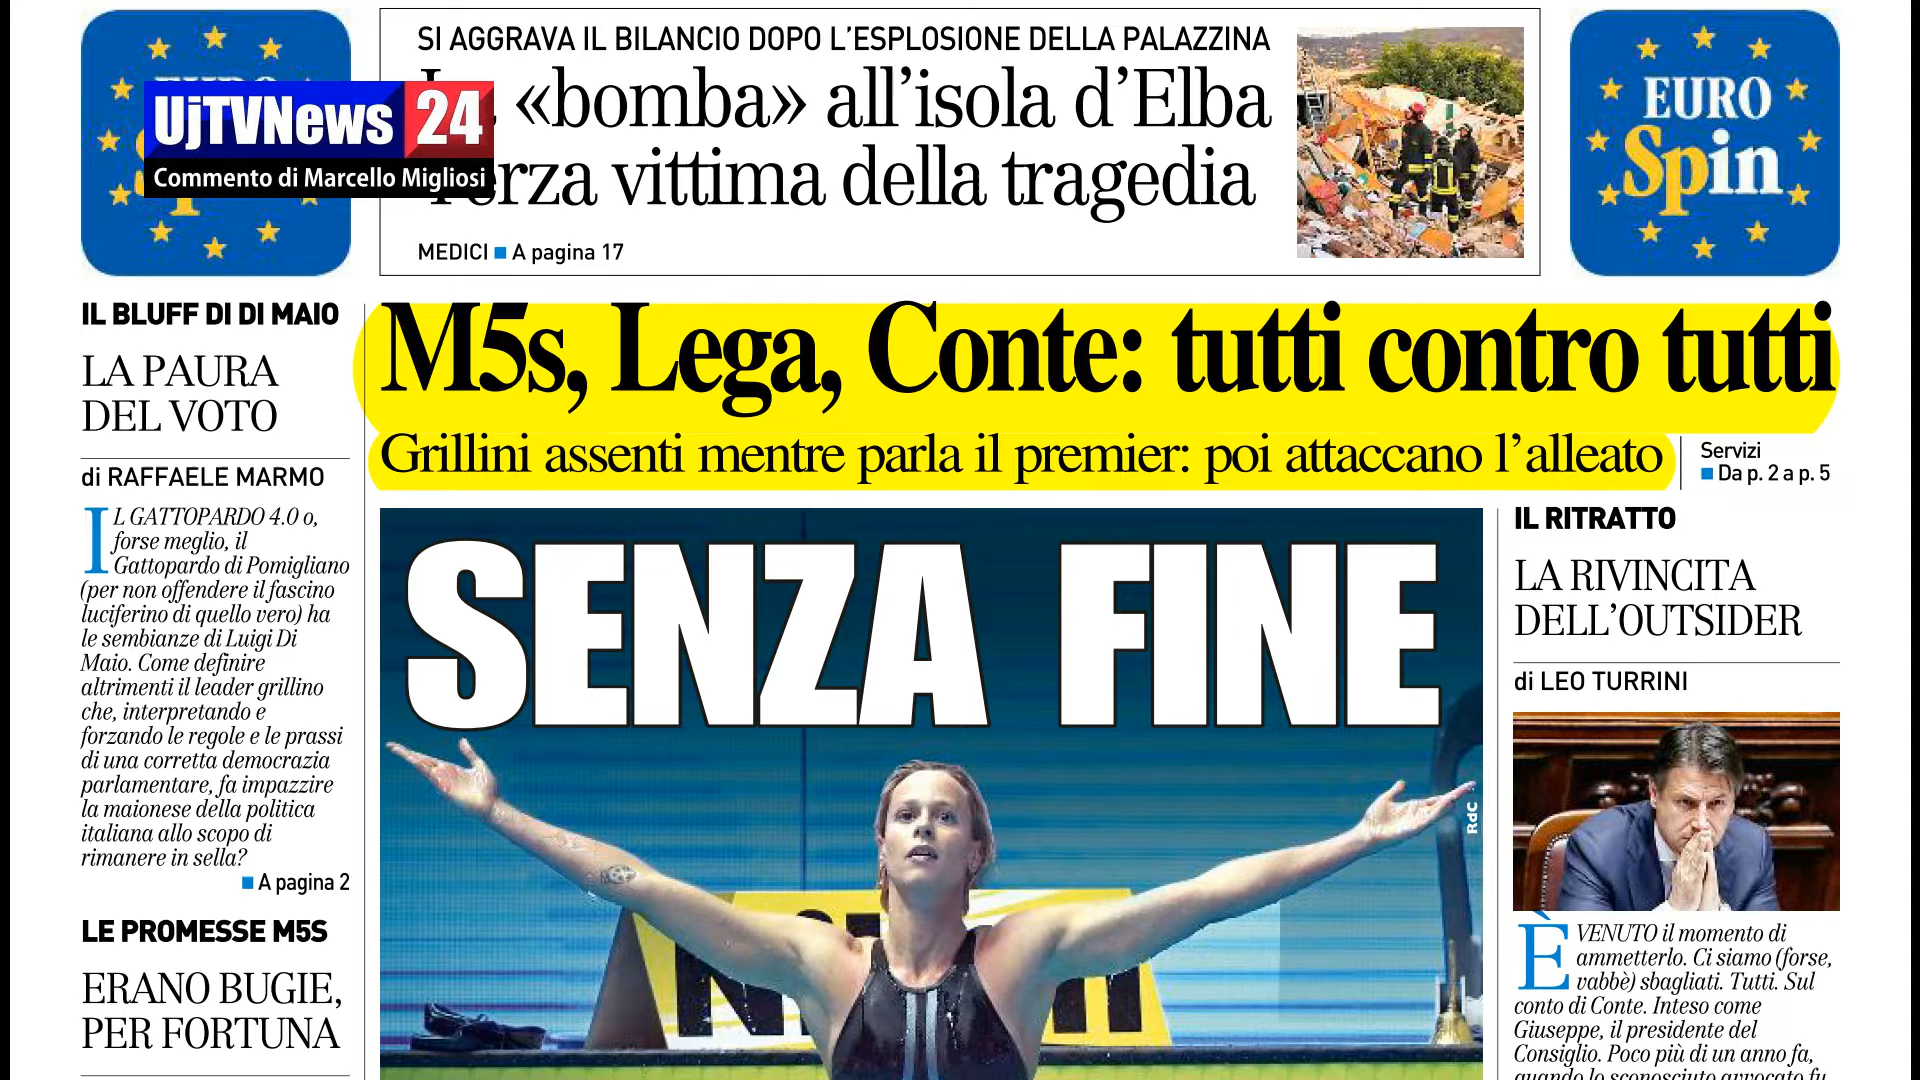 SI AGGRAVA IL BILANCIO DOPO L'ESPLOSIONE DELLA PALAZZINA
«bomba» all'isola d'Elba
vittima della tragedia
MEDICI ■ A pagina 17
UjTVNews 24
Commento di Marcello Migliosi
EURO
Spin
IL BLUFF DI DI MAIO
LA PAURA
DEL VOTO
di RAFFAELE MARMO
IL GATTOPARDO 4.0 o,
forse meglio, il
Gattopardo di Pomigliano
(per non offendere il fascino
luciferino di quello vero) ha
le sembianze di Luigi Di
Maio. Come definire
altrimenti il leader grillino
che, interpretando e
forzando le regole e le prassi
di una corretta democrazia
parlamentare, fa impazzire
la maionese della politica
italiana allo scopo di
rimanere in sella?
■ A pagina 2
LE PROMESSE M5S
ERANO BUGIE,
PER FORTUNA
M5s, Lega, Conte: tutti contro tutti
Grillini assenti mentre parla il premier: poi attaccano l'alleato
Servizi
■ Da p. 2 a p. 5
SENZA FINE
RdC
IL RITRATTO
LA RIVINCITA
DELL'OUTSIDER
di LEO TURRINI
È VENUTO il momento di
ammetterlo. Ci siamo (forse,
vabbè) sbagliati. Tutti. Sul
conto di Conte. Inteso come
Giuseppe, il presidente del
Consiglio. Poco più di un anno fa,
quando lo sconosciuto avvocato fu